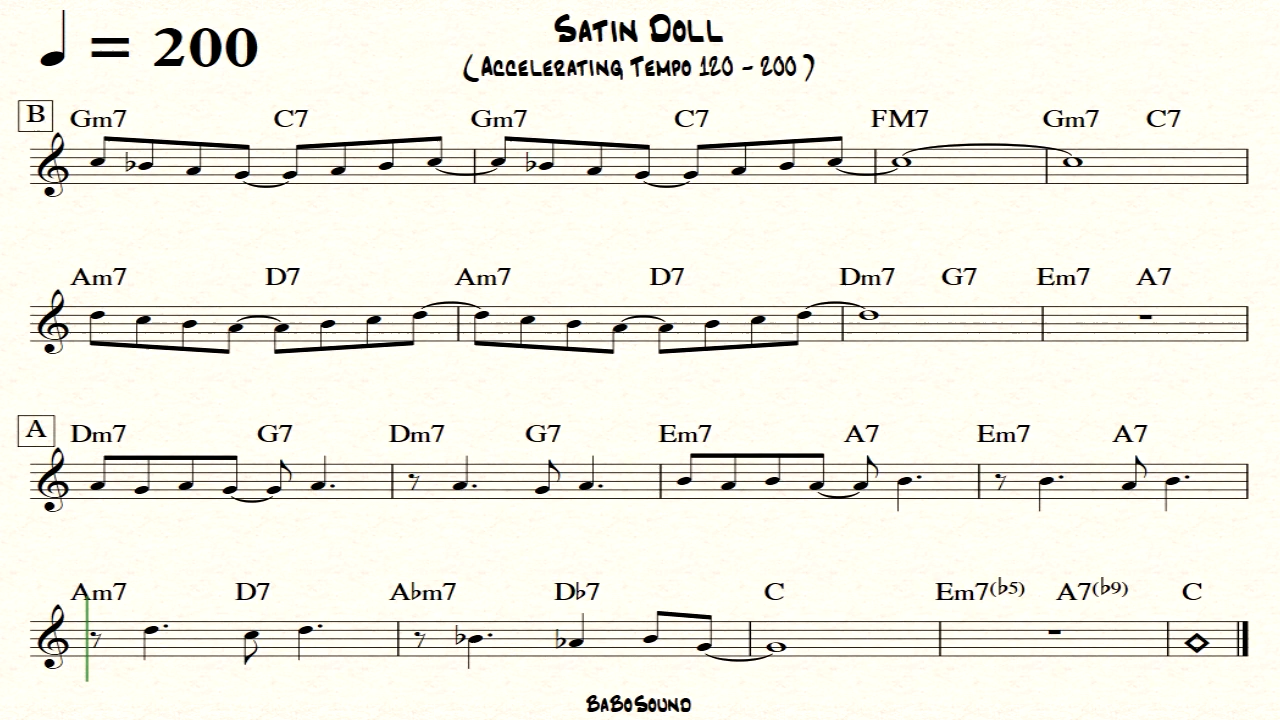 ♩ = 200
Satin Doll
(Accelerating Tempo 120 - 200)
B Gm7 C7 Gm7 C7 FM7 Gm7 C7
Am7 D7 Am7 D7 Dm7 G7 Em7 A7
A Dm7 G7 Dm7 G7 Em7 A7 Em7 A7
Am7 D7 A♭m7 D♭7 C Em7(♭5) A7(♭9) C
BaBoSound